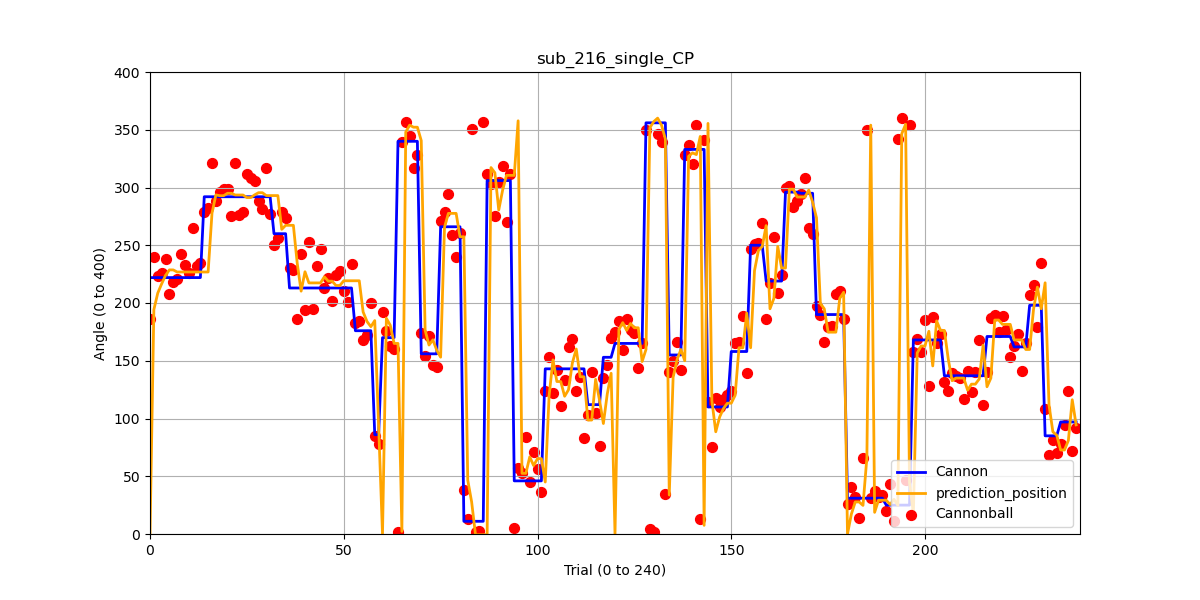 sub_216_single_CP
Angle (0 to 400)
400
350
300
250
200
150
100
50
0
0
50
100
150
200
Trial (0 to 240)
Cannon
prediction_position
Cannonball